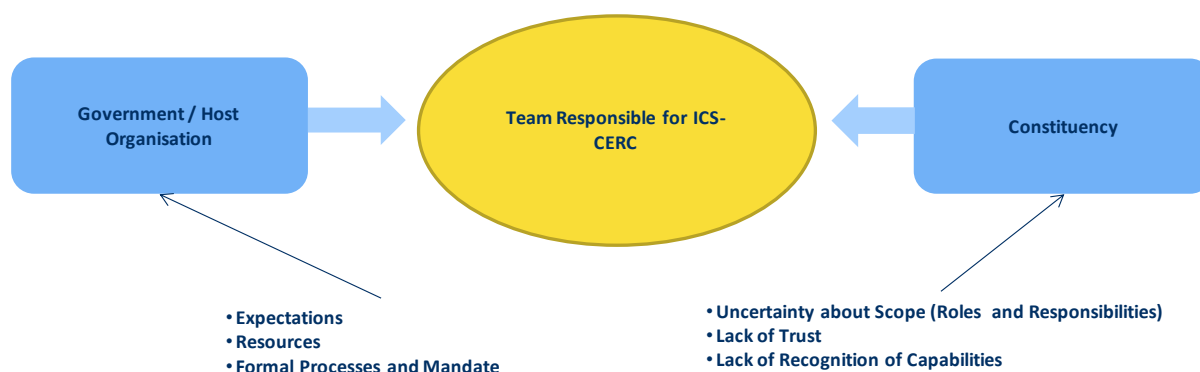 Government / Host
Organisation
Team Responsible for ICS-
CERC
Constituency
• Expectations
• Resources
• Formal Processes and Mandate
• Uncertainty about Scope (Roles and Responsibilities)
• Lack of Trust
• Lack of Recognition of Capabilities